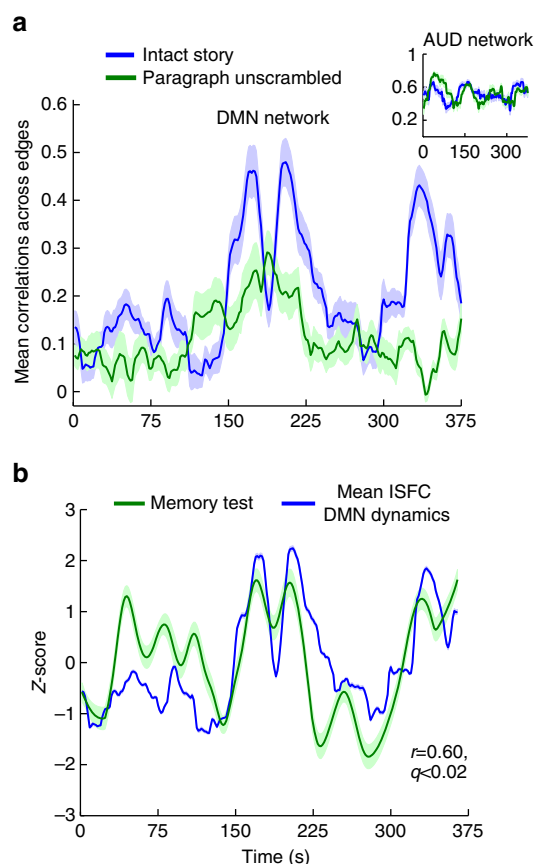 a
Intact story
Paragraph unscrambled
AUD network
1
0.6
0.2
0 150 300
DMN network
Mean correlations across edges
0.6
0.5
0.4
0.3
0.2
0.1
0
0 75 150 225 300 375
b
Memory test
Mean ISFC
DMN dynamics
Z-score
3
2
1
0
–1
–2
–3
r=0.60,
q<0.02
0 75 150 225 300 375
Time (s)